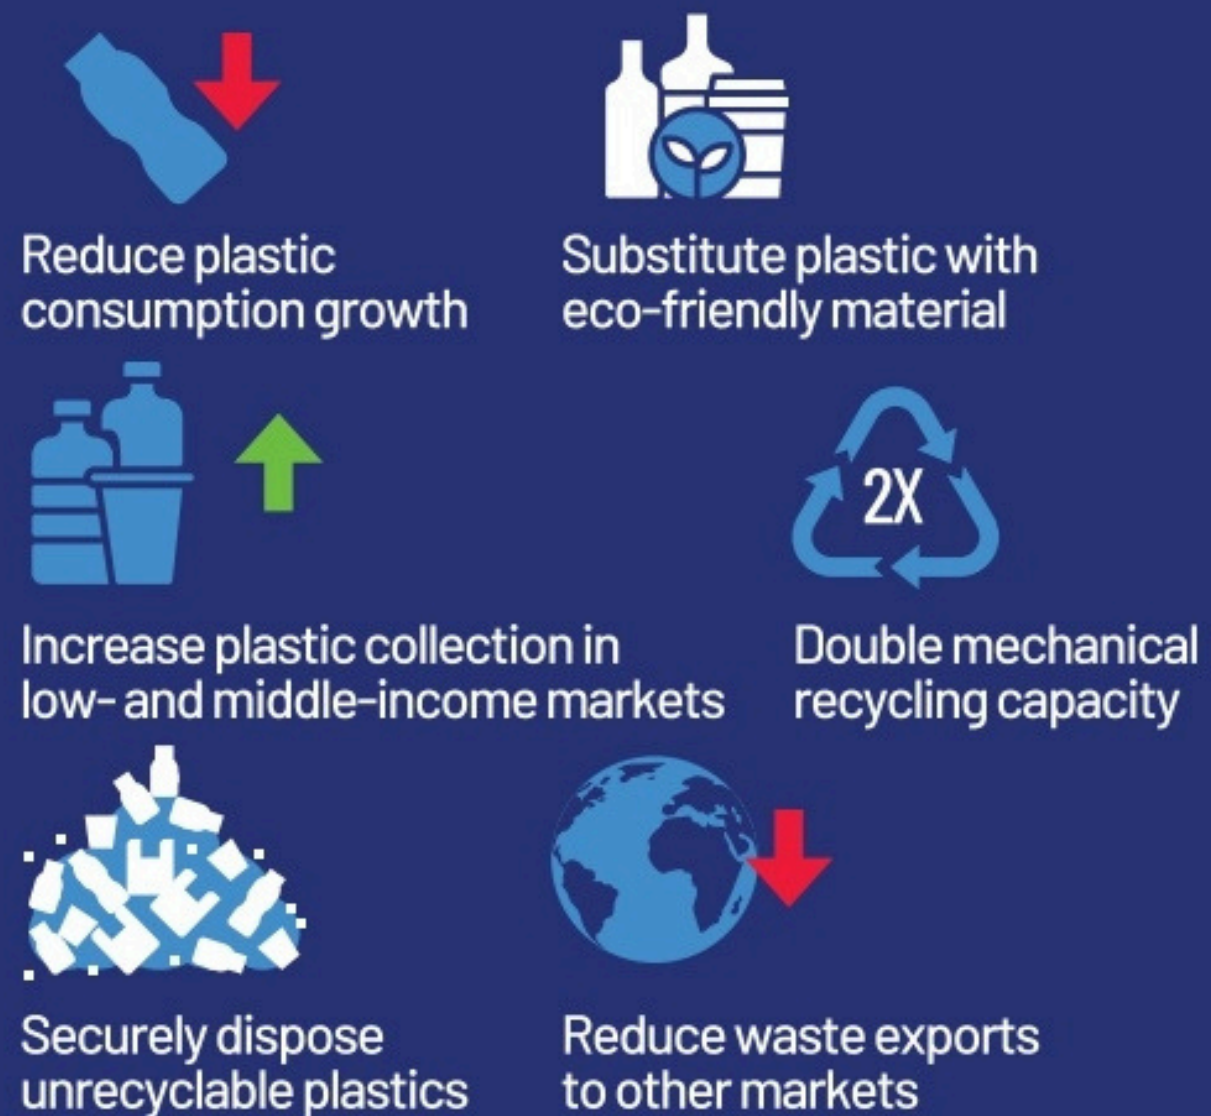 Reduce plastic
consumption growth
Substitute plastic with
eco-friendly material
2X
Increase plastic collection in
low- and middle-income markets
Double mechanical
recycling capacity
Securely dispose
unrecyclable plastics
Reduce waste exports
to other markets